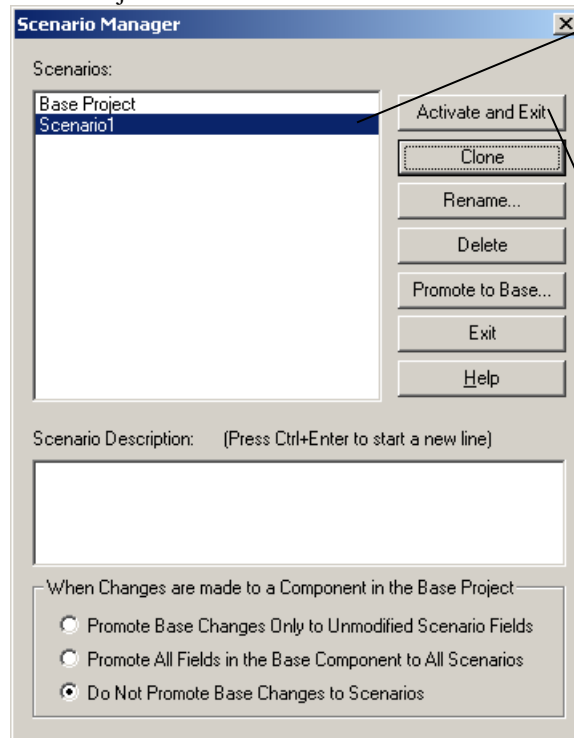 Scenario Manager
Scenarios:
Base Project
Scenario1
Activate and Exit
Clone
Rename...
Delete
Promote to Base...
Exit
Help
Scenario Description: (Press Ctrl+Enter to start a new line)
When Changes are made to a Component in the Base Project
Promote Base Changes Only to Unmodified Scenario Fields
Promote All Fields in the Base Component to All Scenarios
Do Not Promote Base Changes to Scenarios